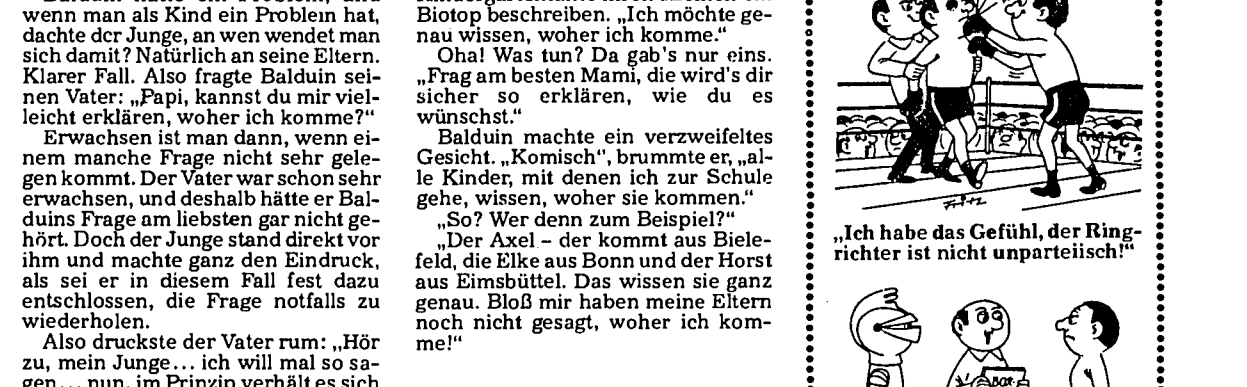 wenn man als Kind ein Problem hat,
dachte der Junge, an wen wendet man
sich damit? Natürlich an seine Eltern.
Klarer Fall. Also fragte Balduin sei-
nen Vater: „Papi, kannst du mir viel-
leicht erklären, woher ich komme?“
Erwachsen ist man dann, wenn ei-
nem manche Frage nicht sehr gele-
gen kommt. Der Vater war schon sehr
erwachsen, und deshalb hätte er Bal-
duins Frage am liebsten gar nicht ge-
hört. Doch der Junge stand direkt vor
ihm und machte ganz den Eindruck,
als sei er in diesem Fall fest dazu
entschlossen, die Frage notfalls zu
wiederholen.
Also druckste der Vater rum: „Hör
zu, mein Junge... ich will mal so sa-
gen... nun, im Prinzip verhält es sich
Biotop beschreiben. „Ich möchte ge-
nau wissen, woher ich komme.“
Oha! Was tun? Da gab's nur eins.
„Frag am besten Mami, die wird's dir
sicher so erklären, wie du es
wünschst.“
Balduin machte ein verzweifeltes
Gesicht. „Komisch“, brummte er, „al-
le Kinder, mit denen ich zur Schule
gehe, wissen, woher sie kommen.“
„So? Wer denn zum Beispiel?“
„Der Axel – der kommt aus Biele-
feld, die Elke aus Bonn und der Horst
aus Eimsbüttel. Das wissen sie ganz
genau. Bloß mir haben meine Eltern
noch nicht gesagt, woher ich kom-
me!“
Fritz
„Ich habe das Gefühl, der Ring-
richter ist nicht unparteiisch!“
BOX-